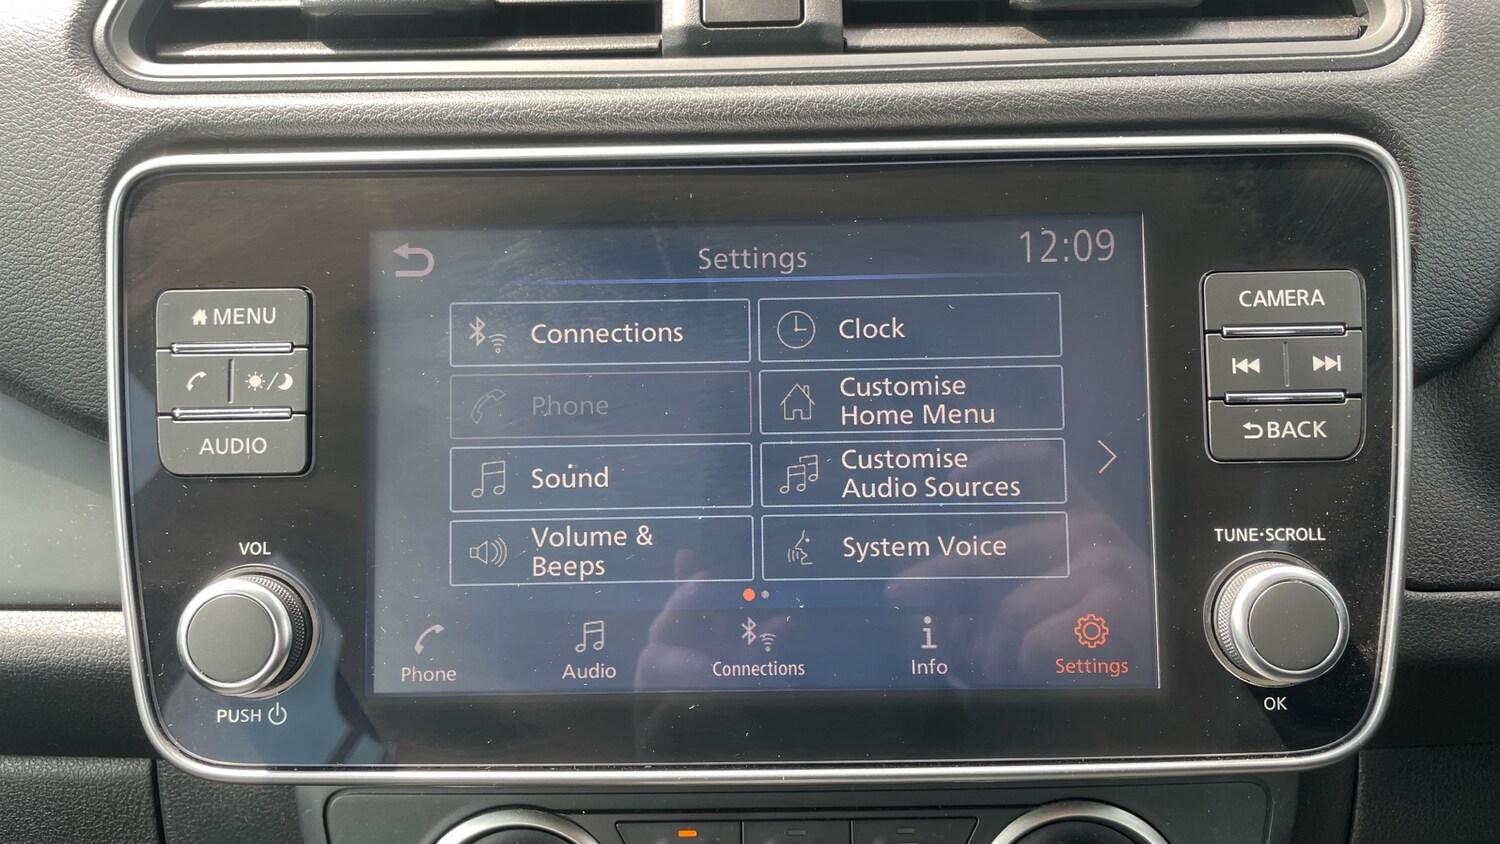 Settings
12:09
MENU
AUDIO
VOL
PUSH
Connections
Clock
Phone
Customise
Home Menu
Sound
Customise
Audio Sources
Volume &
Beeps
System Voice
Phone
Audio
Connections
Info
Settings
CAMERA
BACK
TUNE·SCROLL
OK